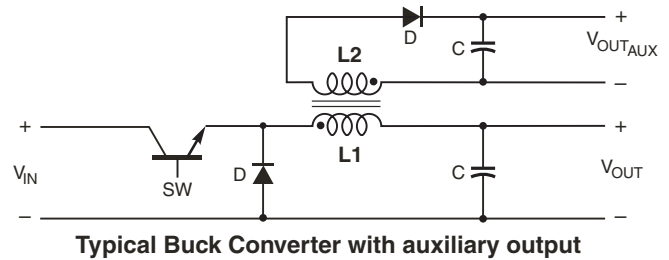 +
D
C
V_OUT_AUX
L2
–
+
+
L1
V_IN
SW
D
C
V_OUT
–
–
Typical Buck Converter with auxiliary output